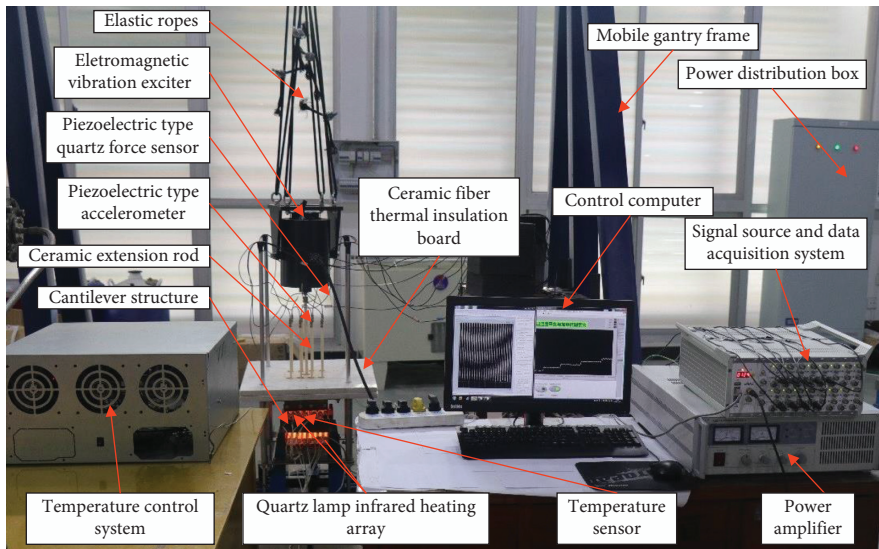 Elastic ropes
Eletromagnetic
vibration exciter
Piezoelectric type
quartz force sensor
Piezoelectric type
accelerometer
Ceramic extension rod
Cantilever structure
Ceramic fiber
thermal insulation
board
Mobile gantry frame
Power distribution box
Control computer
Signal source and data
acquisition system
Temperature control
system
Quartz lamp infrared heating
array
Temperature
sensor
Power
amplifier